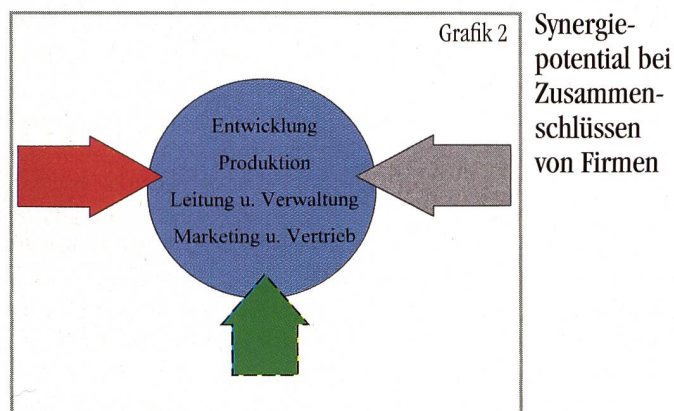 Grafik 2
Entwicklung
Produktion
Leitung u. Verwaltung
Marketing u. Vertrieb
Synergie-
potential bei
Zusammen-
schlüssen
von Firmen